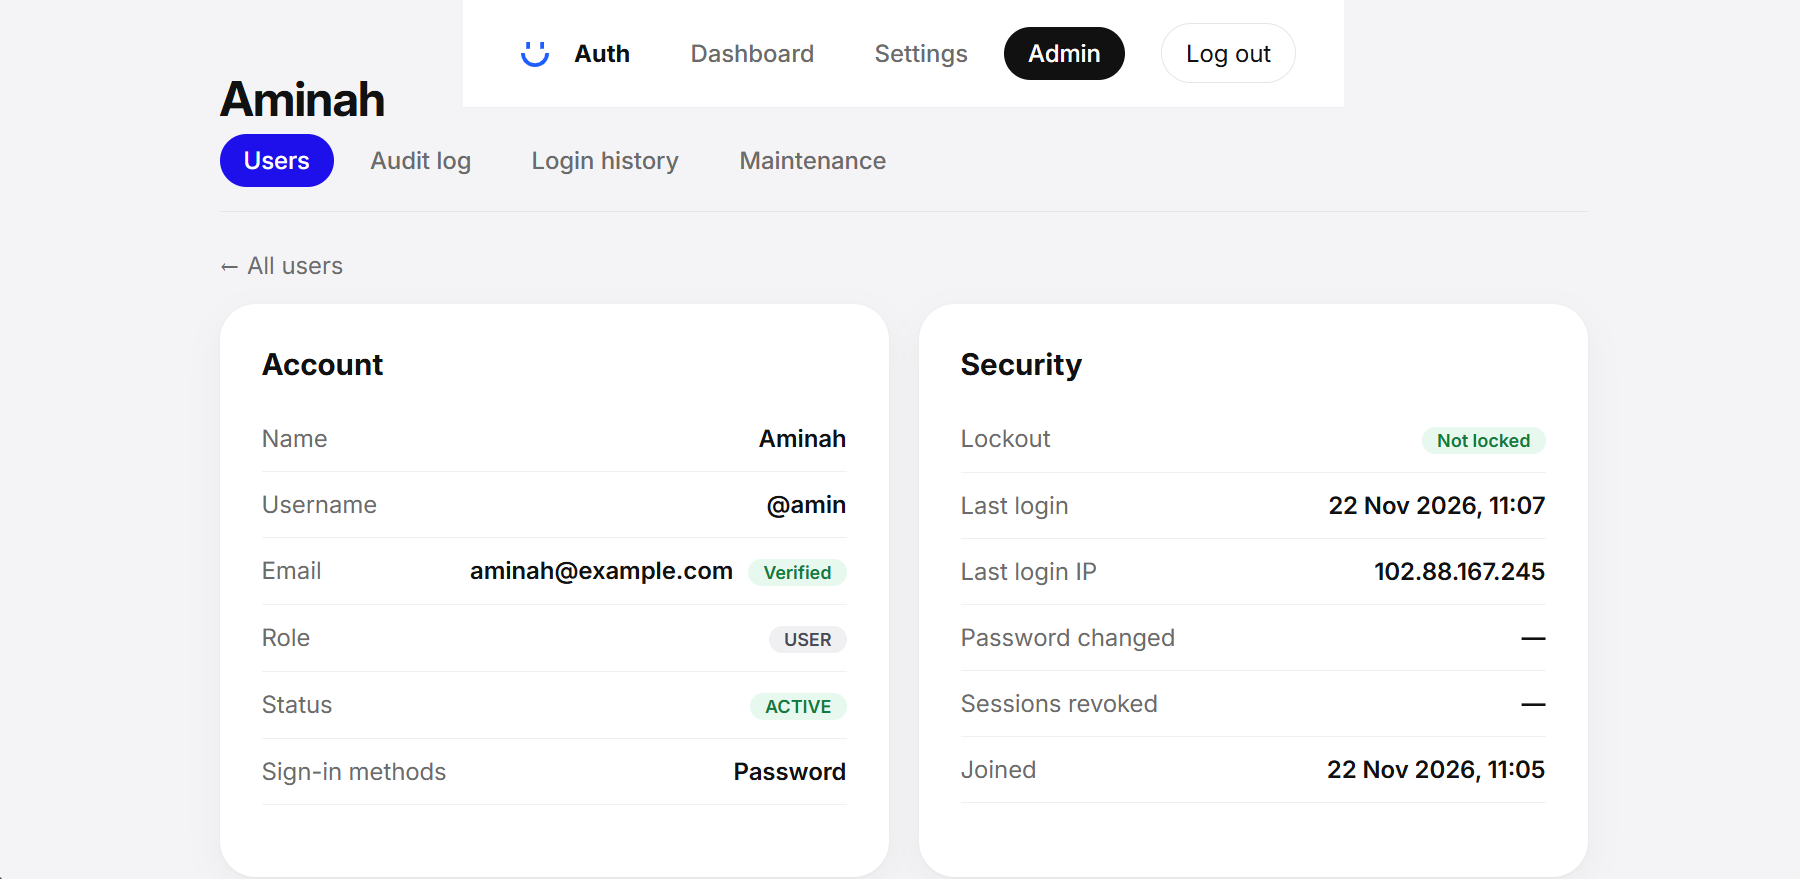 Auth Dashboard Settings Admin Log out
Aminah
Users Audit log Login history Maintenance
← All users
Account
Name Aminah
Username @amin
Email aminah@example.com Verified
Role USER
Status ACTIVE
Sign-in methods Password
Security
Lockout Not locked
Last login 22 Nov 2026, 11:07
Last login IP 102.88.167.245
Password changed —
Sessions revoked —
Joined 22 Nov 2026, 11:05